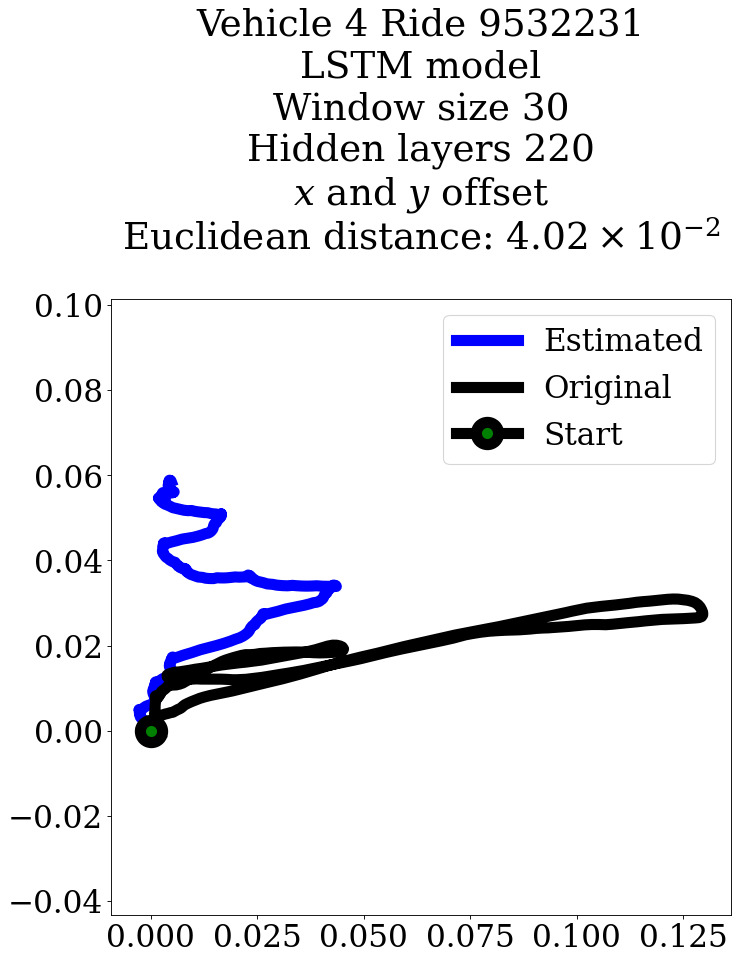 Vehicle 4 Ride 9532231
LSTM model
Window size 30
Hidden layers 220
x and y offset
Euclidean distance: 4.02 × 10⁻²
Estimated
Original
Start
0.10
0.08
0.06
0.04
0.02
0.00
−0.02
−0.04
0.000 0.025 0.050 0.075 0.100 0.125